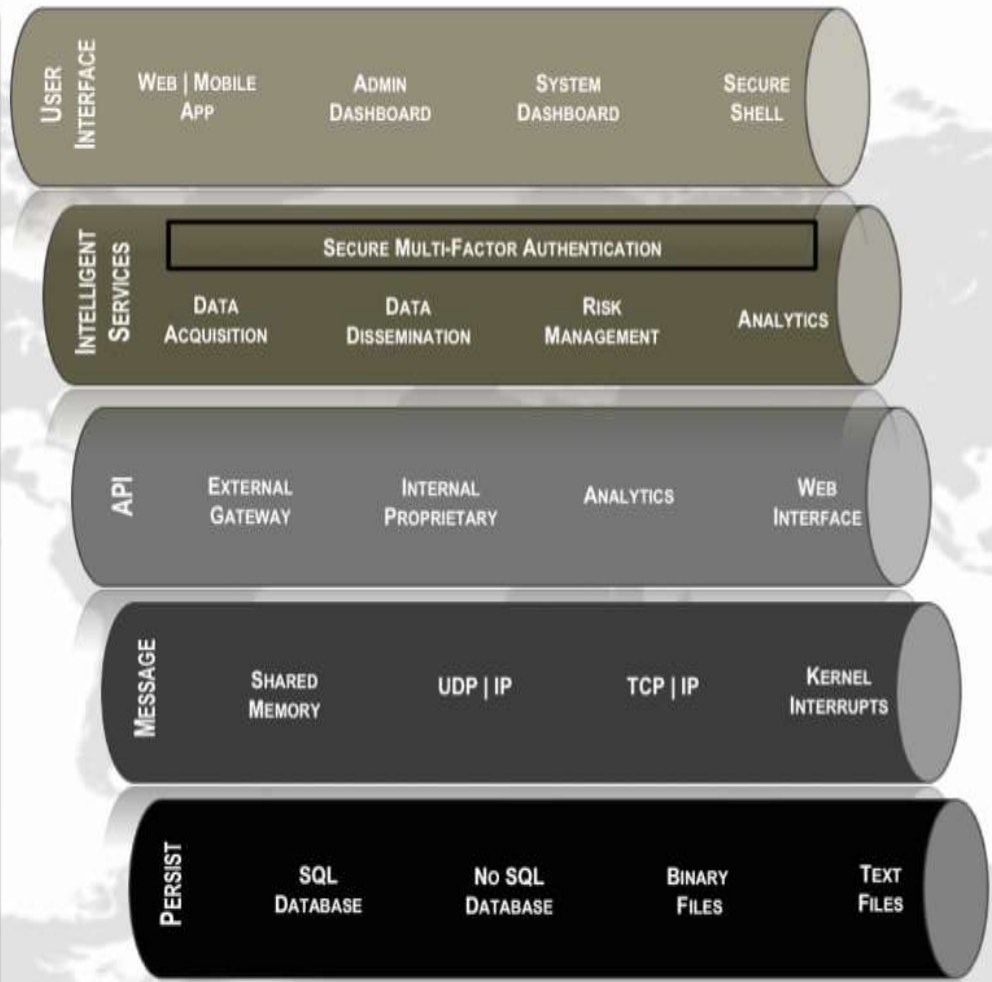 USER
INTERFACE
WEB | MOBILE
APP
ADMIN
DASHBOARD
SYSTEM
DASHBOARD
SECURE
SHELL
INTELLIGENT
SERVICES
SECURE MULTI-FACTOR AUTHENTICATION
DATA
ACQUISITION
DATA
DISSEMINATION
RISK
MANAGEMENT
ANALYTICS
API
EXTERNAL
GATEWAY
INTERNAL
PROPRIETARY
ANALYTICS
WEB
INTERFACE
MESSAGE
SHARED
MEMORY
UDP | IP
TCP | IP
KERNEL
INTERRUPTS
PERSIST
SQL
DATABASE
NO SQL
DATABASE
BINARY
FILES
TEXT
FILES